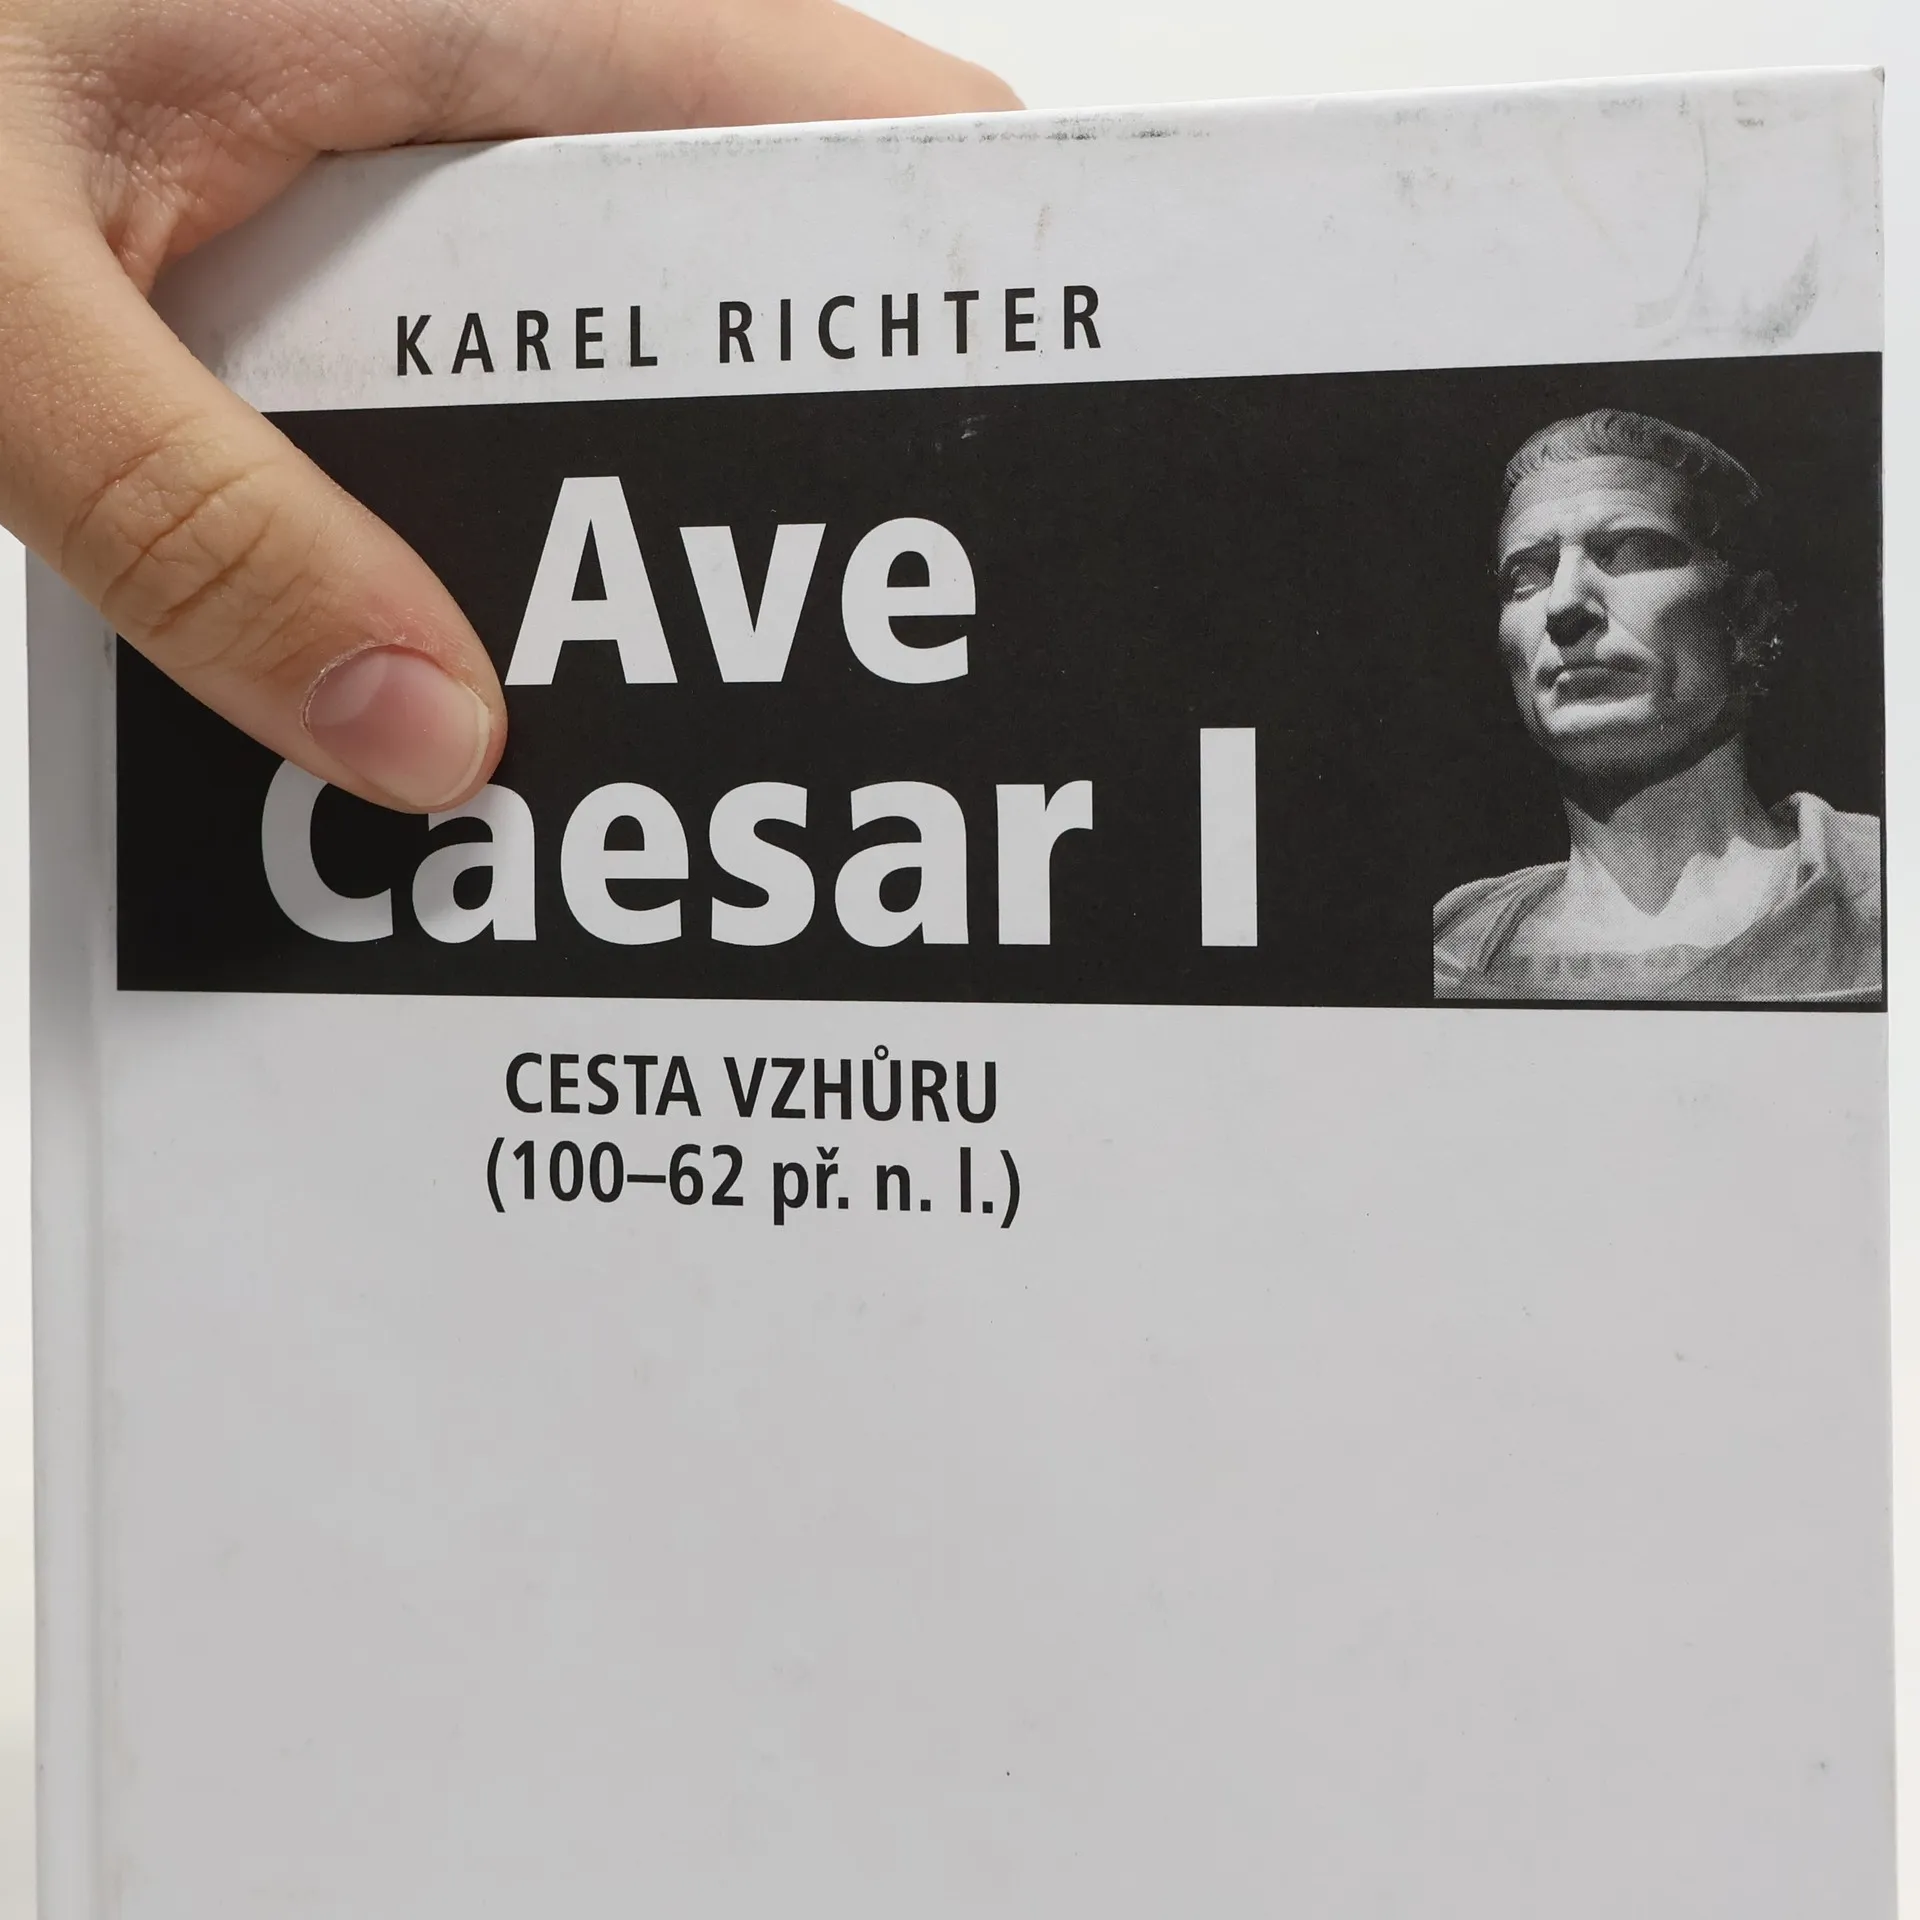 KAREL RICHTER
Ave
Caesar I
CESTA VZHŮRU
(100–62 př. n. l.)